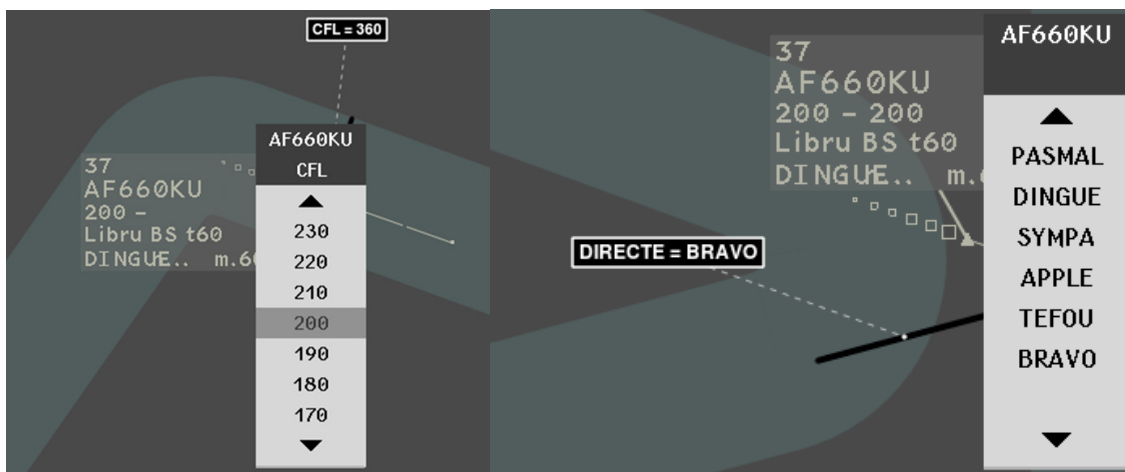 CFL = 360
AF660KU
CFL
230
220
210
200
190
180
170
37
AF660KU
200 -
Libru BS t60
DINGUE.. m.6
DIRECTE = BRAVO
37
AF660KU
200 - 200
Libru BS t60
DINGUE.. m.
AF660KU
PASMAL
DINGUE
SYMPA
APPLE
TEFOU
BRAVO